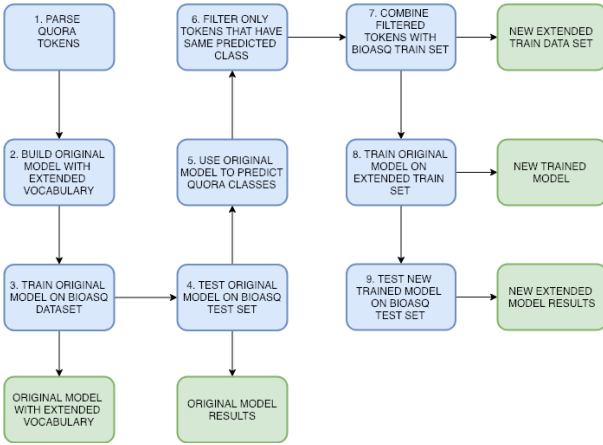 1. PARSE
QUORA
TOKENS
2. BUILD ORIGINAL
MODEL WITH
EXTENDED
VOCABULARY
3. TRAIN ORIGINAL
MODEL ON BIOASQ
DATASET
ORIGINAL MODEL
WITH EXTENDED
VOCABULARY
6. FILTER ONLY
TOKENS THAT HAVE
SAME PREDICTED
CLASS
5. USE ORIGINAL
MODEL TO PREDICT
QUORA CLASSES
4. TEST ORIGINAL
MODEL ON BIOASQ
TEST SET
ORIGINAL MODEL
RESULTS
7. COMBINE
FILTERED
TOKENS WITH
BIOASQ TRAIN SET
8. TRAIN ORIGINAL
MODEL ON
EXTENDED TRAIN
SET
9. TEST NEW
TRAINED MODEL
ON BIOASQ
TEST SET
NEW EXTENDED
TRAIN DATA SET
NEW TRAINED
MODEL
NEW EXTENDED
MODEL RESULTS